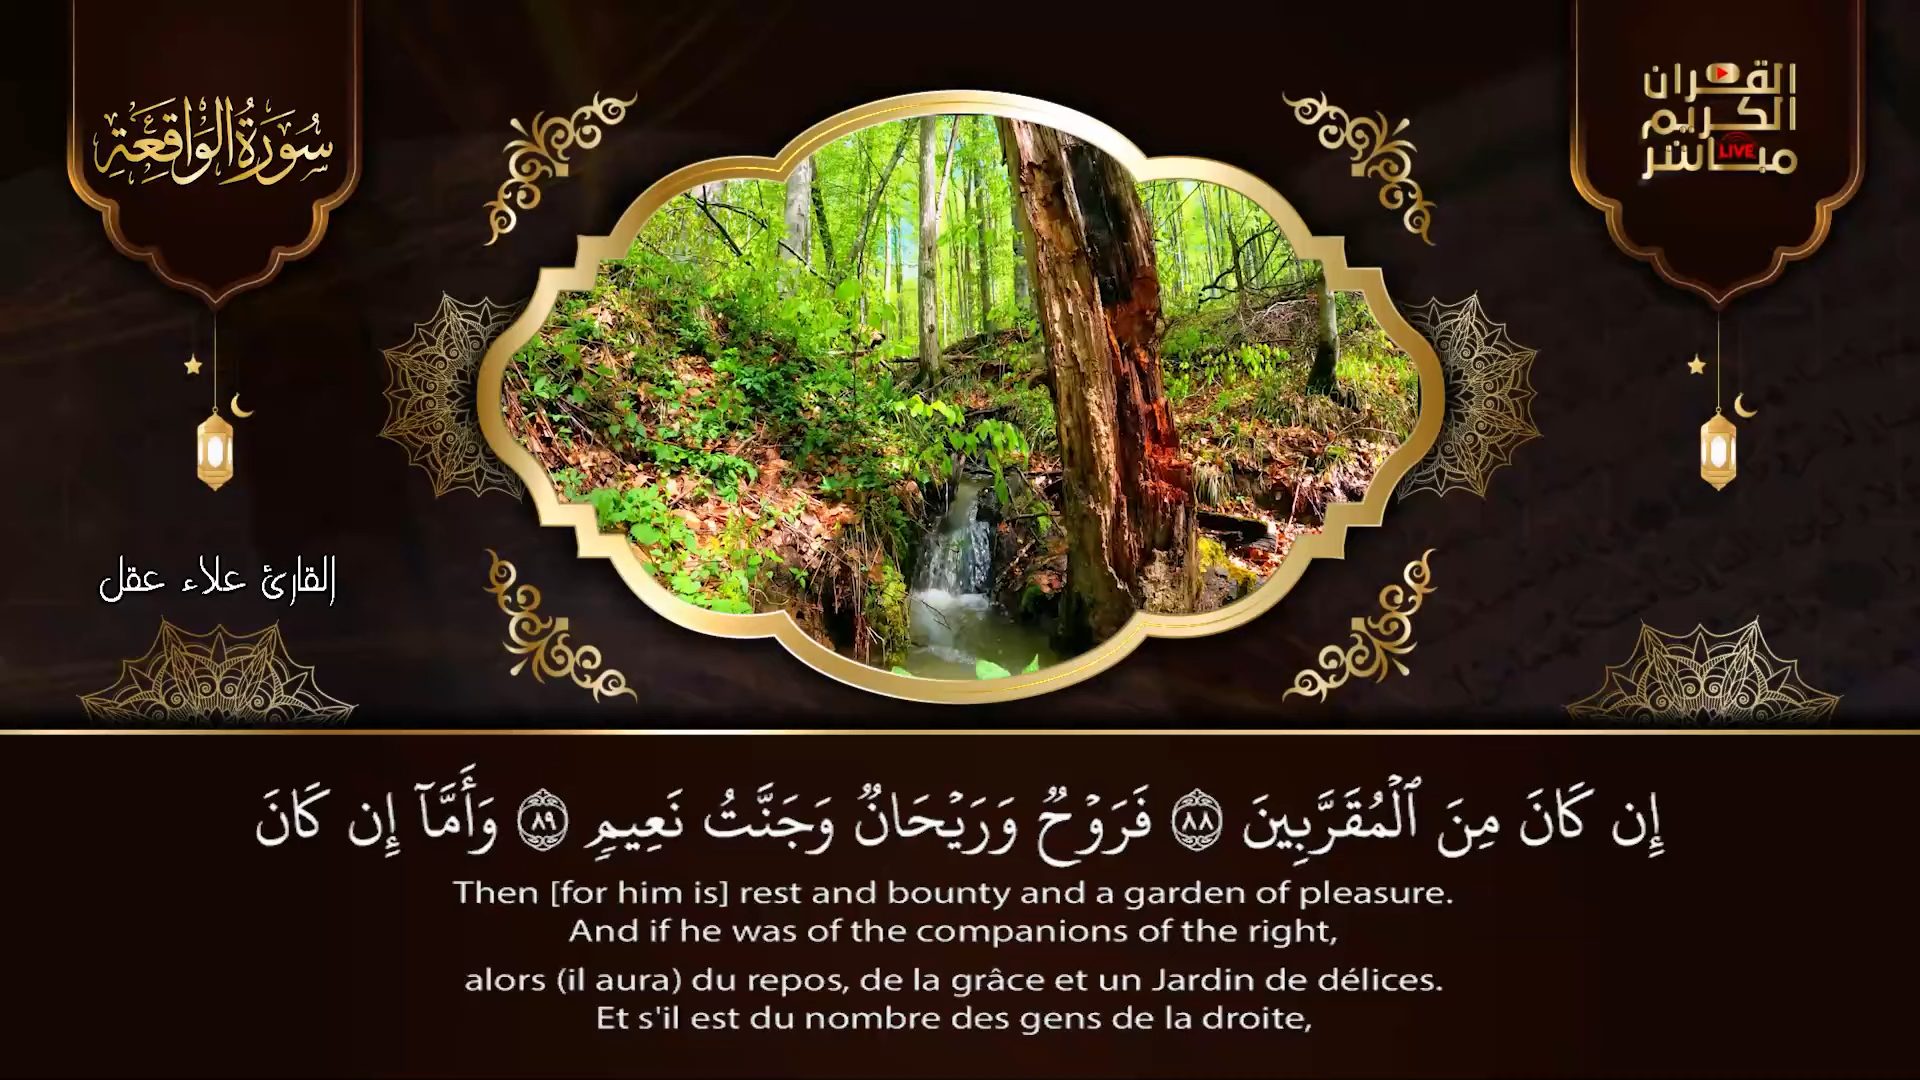 سُورَةُ الوَاقِعَةِ
القران
الكريم
مباشر
LIVE
القارئ علاء عقل
إِن كَانَ مِنَ ٱلْمُقَرَّبِينَ ٨٨ فَرَوْحٌ وَرَيْحَانٌ وَجَنَّتُ نَعِيمٍ ٨٩ وَأَمَّآ إِن كَانَ
Then [for him is] rest and bounty and a garden of pleasure.
And if he was of the companions of the right,
alors (il aura) du repos, de la grâce et un Jardin de délices.
Et s'il est du nombre des gens de la droite,